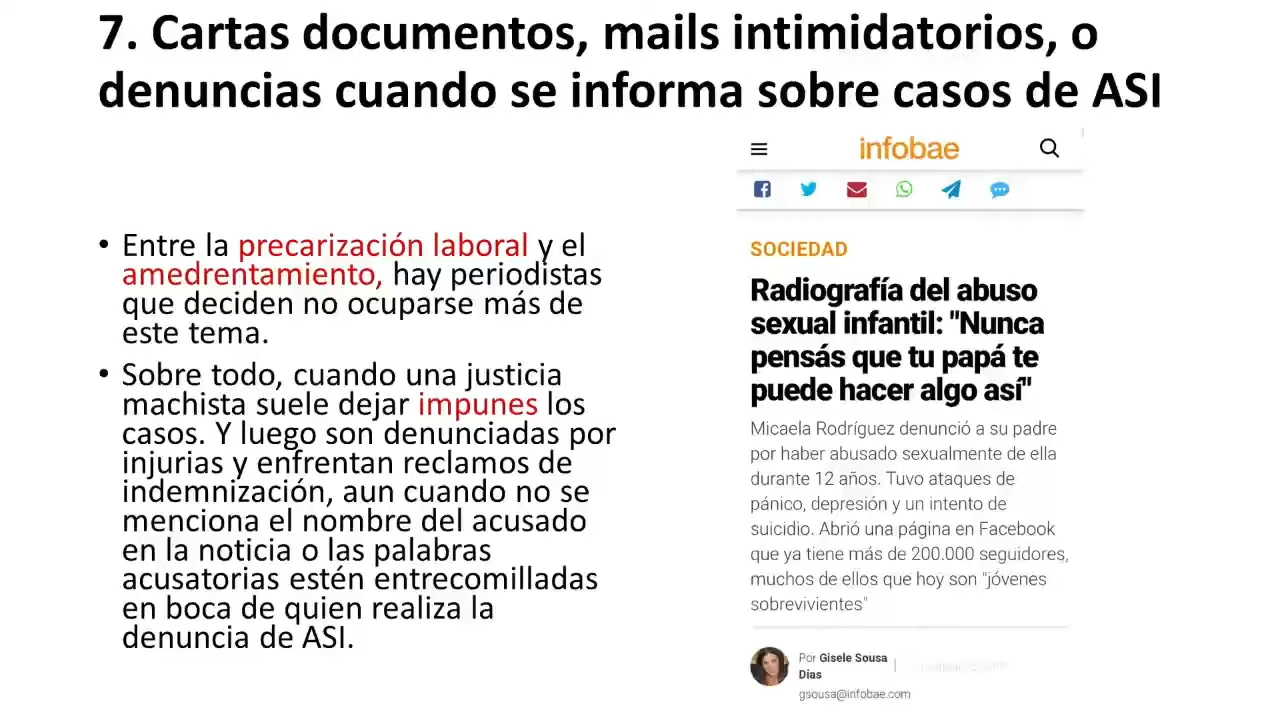 7. Cartas documentos, mails intimidatorios, o
denuncias cuando se informa sobre casos de ASI
• Entre la precarización laboral y el
amedrentamiento, hay periodistas
que deciden no ocuparse más de
este tema.
• Sobre todo, cuando una justicia
machista suele dejar impunes los
casos. Y luego son denunciadas por
injurias y enfrentan reclamos de
indemnización, aun cuando no se
menciona el nombre del acusado
en la noticia o las palabras
acusatorias estén entrecomilladas
en boca de quien realiza la
denuncia de ASI.
infobae
SOCIEDAD
Radiografía del abuso
sexual infantil: "Nunca
pensás que tu papá te
puede hacer algo así"
Micaela Rodríguez denunció a su padre
por haber abusado sexualmente de ella
durante 12 años. Tuvo ataques de
pánico, depresión y un intento de
suicidio. Abrió una página en Facebook
que ya tiene más de 200.000 seguidores,
muchos de ellos que hoy son "jóvenes
sobrevivientes"
Por Gisele Sousa
Dias
gsousa@infobae.com